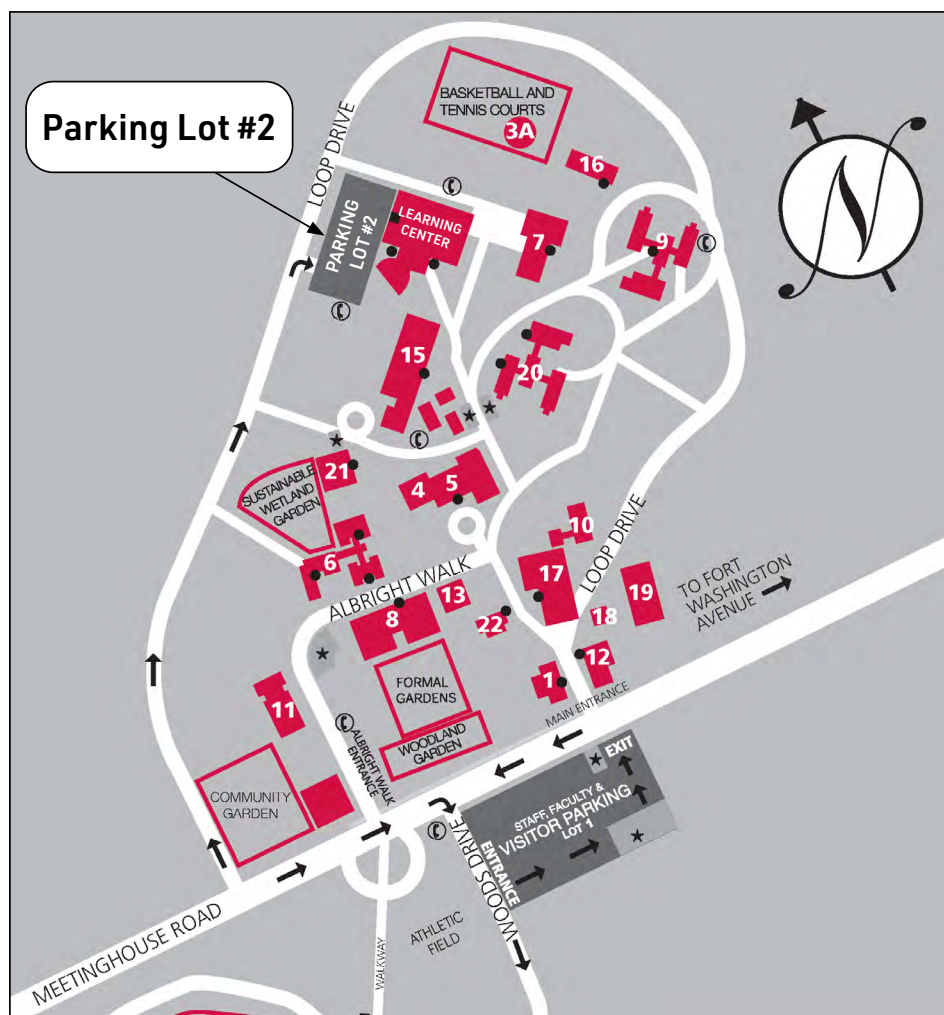 Parking Lot #2
LOOP DRIVE
BASKETBALL AND
TENNIS COURTS
3A
16
PARKING
LOT #2
LEARNING
CENTER
7
9
N
15
20
21
SUSTAINABLE
WETLAND
GARDEN
4
5
6
10
LOOP DRIVE
ALBRIGHT WALK
17
13
8
22
18
19
TO FORT
WASHINGTON
AVENUE
12
1
MAIN ENTRANCE
FORMAL
GARDENS
11
WOODLAND
GARDEN
ALBRIGHT WALK
ENTRANCE
COMMUNITY
GARDEN
EXIT
STAFF, FACULTY &
VISITOR PARKING
LOT 1
ENTRANCE
WOODS DRIVE
MEETINGHOUSE ROAD
ATHLETIC
FIELD
WALKWAY